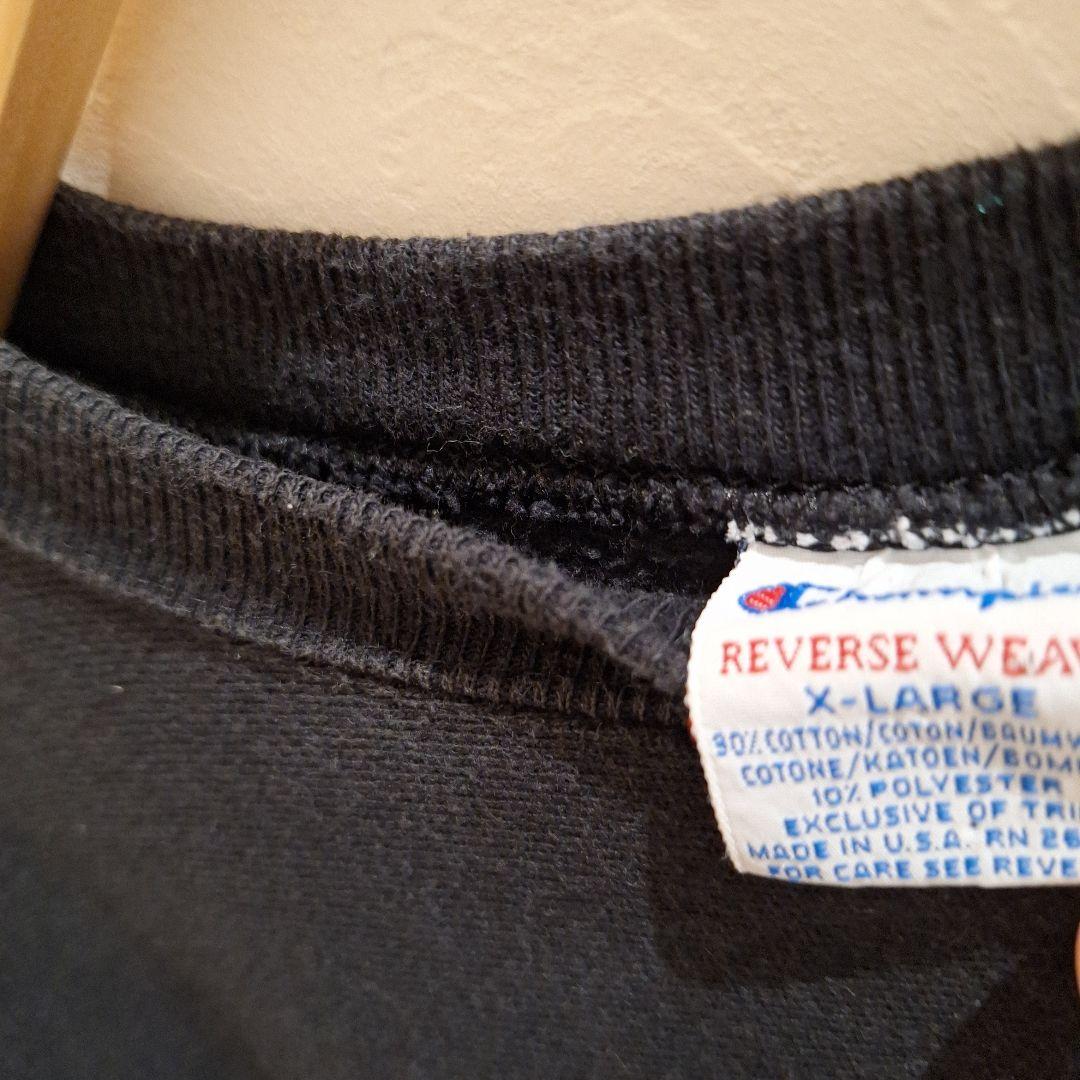 Champion
REVERSE WEAV
X-LARGE
90% COTTON/COTON/BAUMW
COTONE/KATOEN/BOM
10% POLYESTER
EXCLUSIVE OF TRI
MADE IN U.S.A. RN 26
FOR CARE SEE REVE